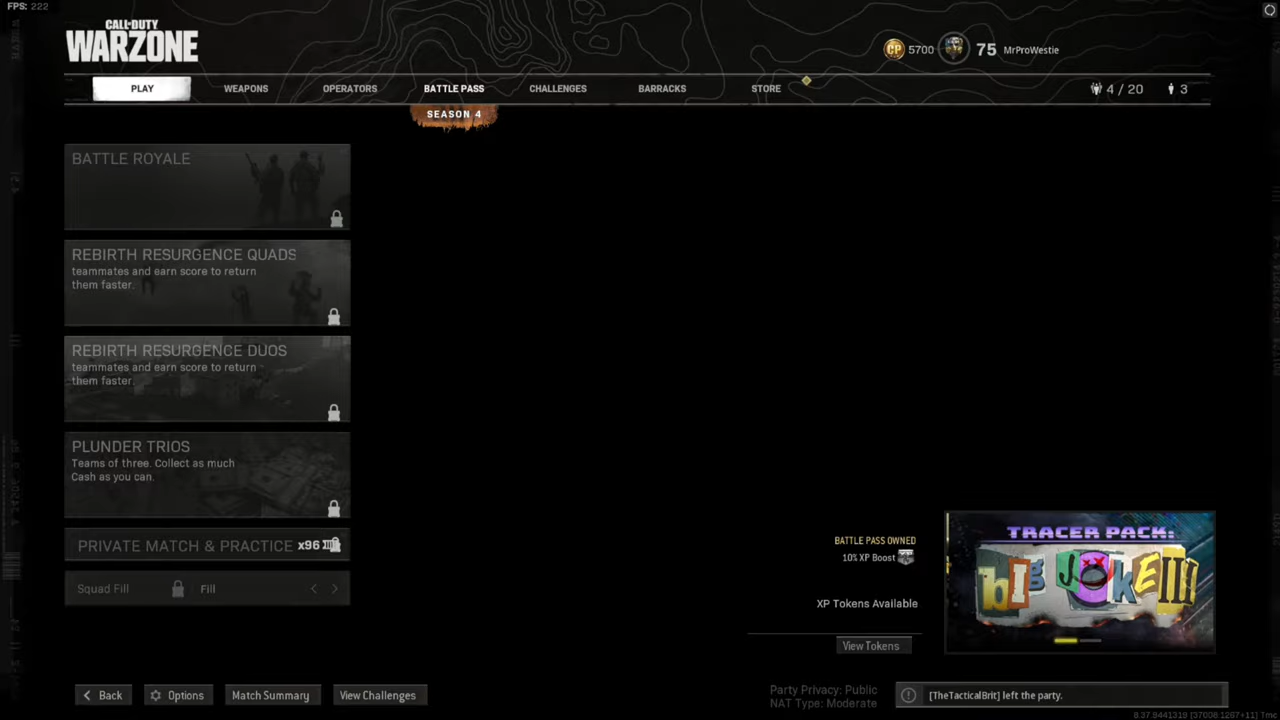 FPS: 222
CALL OF DUTY
WARZONE
CP 5700 75 MrProWestie
PLAY WEAPONS OPERATORS BATTLE PASS CHALLENGES BARRACKS STORE 4 / 20 3
SEASON 4
BATTLE ROYALE
REBIRTH RESURGENCE QUADS
teammates and earn score to return
them faster.
REBIRTH RESURGENCE DUOS
teammates and earn score to return
them faster.
PLUNDER TRIOS
Teams of three. Collect as much
Cash as you can.
PRIVATE MATCH & PRACTICE x96
Squad Fill Fill
BATTLE PASS OWNED
10% XP Boost
XP Tokens Available
View Tokens
TRACER PACK:
bIg JOKE III
Back Options Match Summary View Challenges
Party Privacy: Public
NAT Type: Moderate
[TheTacticalBrit] left the party.